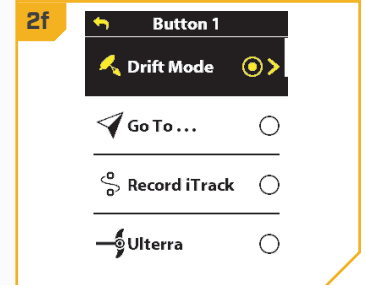 2f
Button 1
Drift Mode
Go To...
Record iTrack
Ulterra